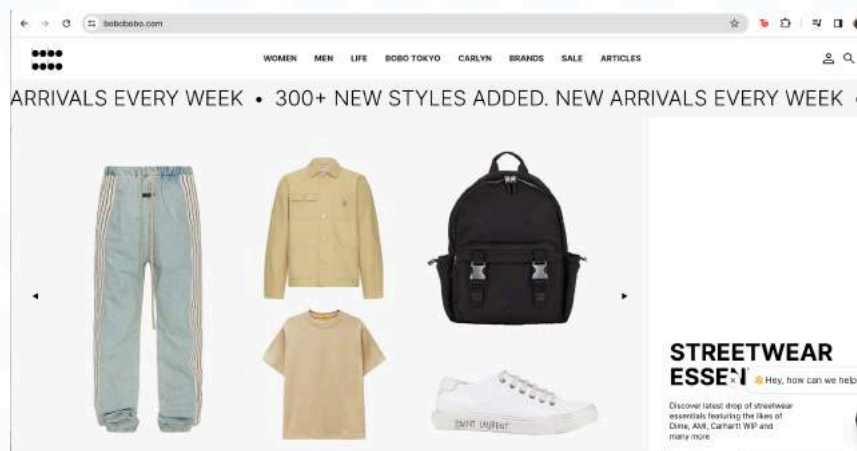 bobobobo.com
WOMEN MEN LIFE BOBO TOKYO CARLYN BRANDS SALE ARTICLES
ARRIVALS EVERY WEEK • 300+ NEW STYLES ADDED. NEW ARRIVALS EVERY WEEK
SAINT LAURENT
STREETWEAR
Hey, how can we help
Discover latest drop of streetwear
essentials featuring the likes of
Dime, AMI, Carhartt WIP and
many more